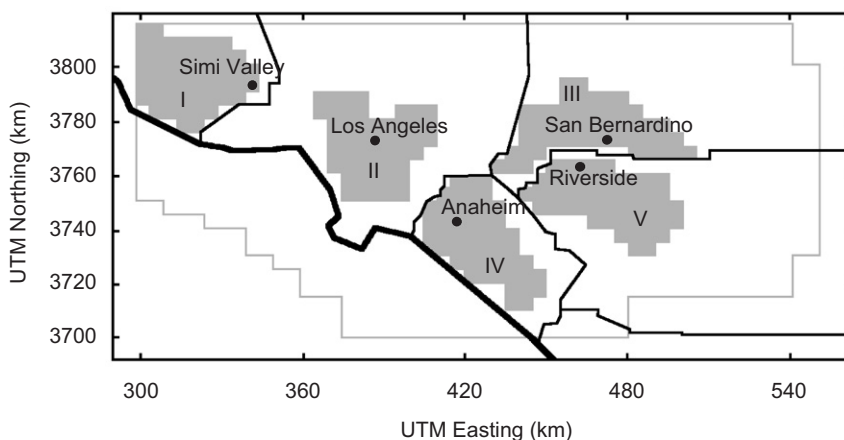 UTM Northing (km)
3800
3780
3760
3740
3720
3700
Simi Valley
I
Los Angeles
II
III
San Bernardino
Riverside
V
Anaheim
IV
300
360
420
480
540
UTM Easting (km)